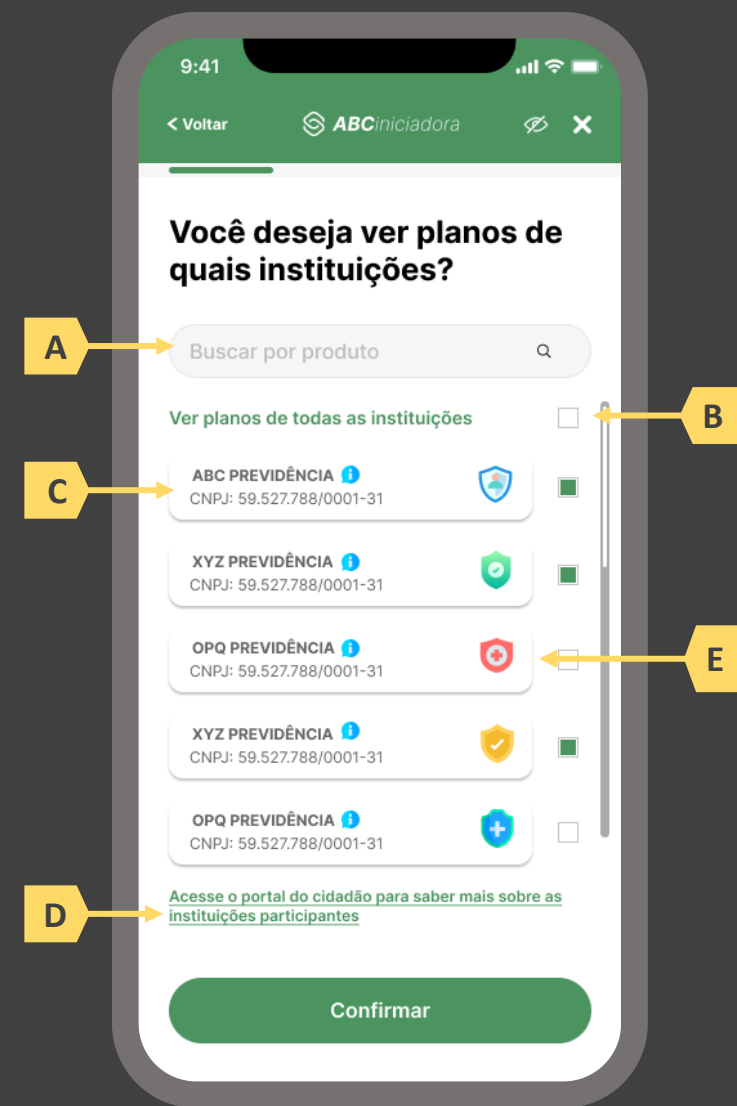 9:41
Voltar
ABCiniciadora
Você deseja ver planos de
quais instituições?
A
Buscar por produto
Ver planos de todas as instituições
B
C
ABC PREVIDÊNCIA i
CNPJ: 59.527.788/0001-31
XYZ PREVIDÊNCIA i
CNPJ: 59.527.788/0001-31
OPQ PREVIDÊNCIA i
CNPJ: 59.527.788/0001-31
E
XYZ PREVIDÊNCIA i
CNPJ: 59.527.788/0001-31
OPQ PREVIDÊNCIA i
CNPJ: 59.527.788/0001-31
D
Acesse o portal do cidadão para saber mais sobre as
instituições participantes
Confirmar